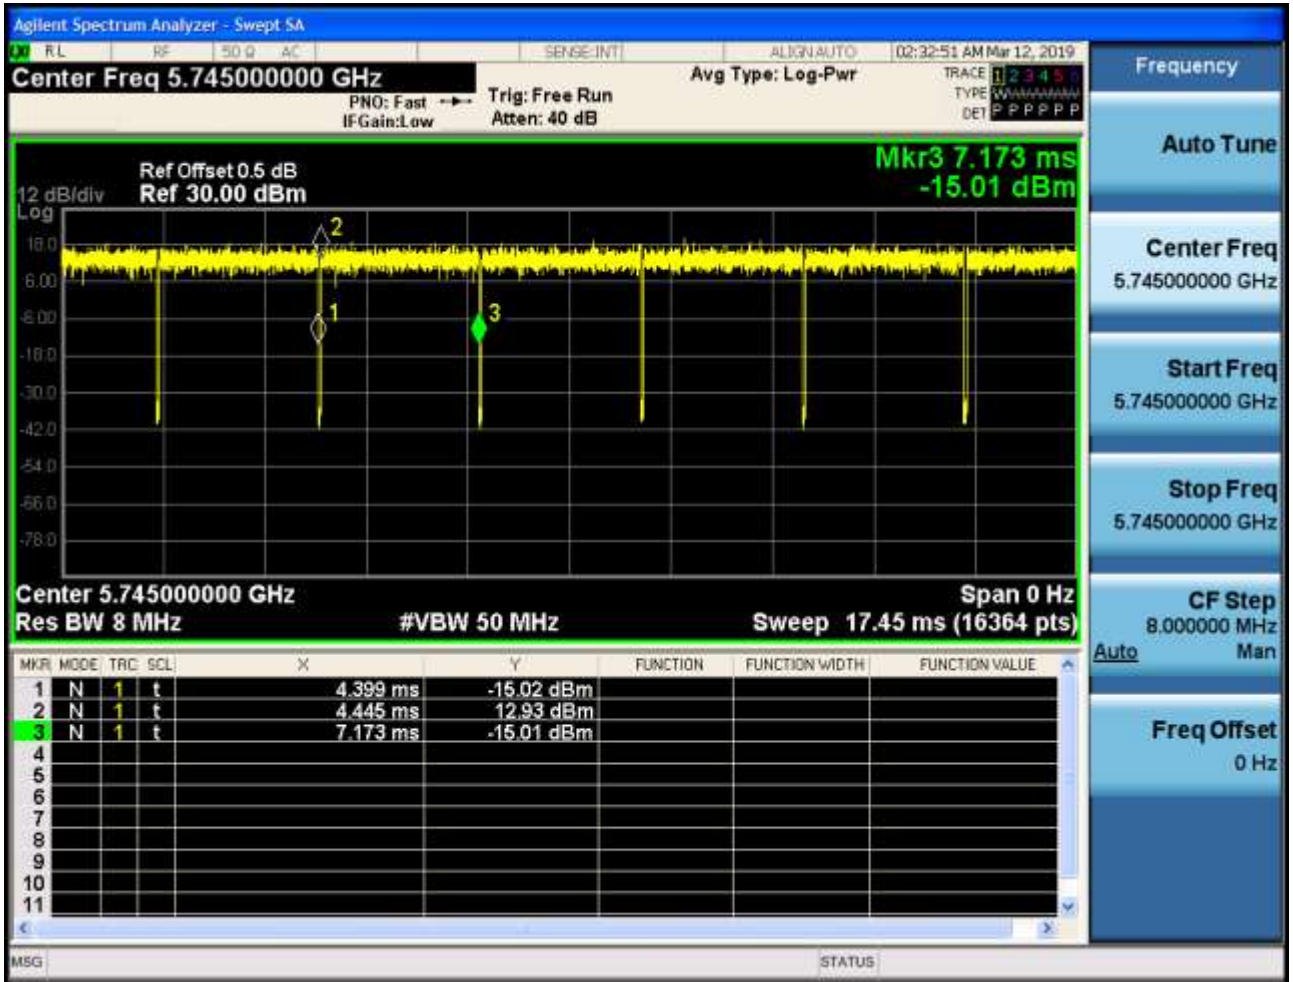 Agilent Spectrum Analyzer - Swept SA
RL RF 50 Ω AC SENSE:INT ALIGNAUTO 02:32:51 AM Mar 12, 2019
Center Freq 5.745000000 GHz
PNO: Fast
IFGain:Low
Trig: Free Run
Atten: 40 dB
Avg Type: Log-Pwr
TRACE 1 2 3 4 5 6
TYPE
DET P P P P P P
Mkr3 7.173 ms
-15.01 dBm
Ref Offset 0.5 dB
12 dB/div Ref 30.00 dBm
Log
18.0
6.00
-6.00
-18.0
-30.0
-42.0
-54.0
-66.0
-78.0
2
1
3
Center 5.745000000 GHz Span 0 Hz
Res BW 8 MHz #VBW 50 MHz Sweep 17.45 ms (16364 pts)
MKR MODE TRC SCL X Y FUNCTION FUNCTION WIDTH FUNCTION VALUE
1 N 1 t 4.399 ms -15.02 dBm
2 N 1 t 4.445 ms 12.93 dBm
3 N 1 t 7.173 ms -15.01 dBm
4
5
6
7
8
9
10
11
MSG STATUS
Frequency
Auto Tune
Center Freq
5.745000000 GHz
Start Freq
5.745000000 GHz
Stop Freq
5.745000000 GHz
CF Step
8.000000 MHz
Auto Man
Freq Offset
0 Hz